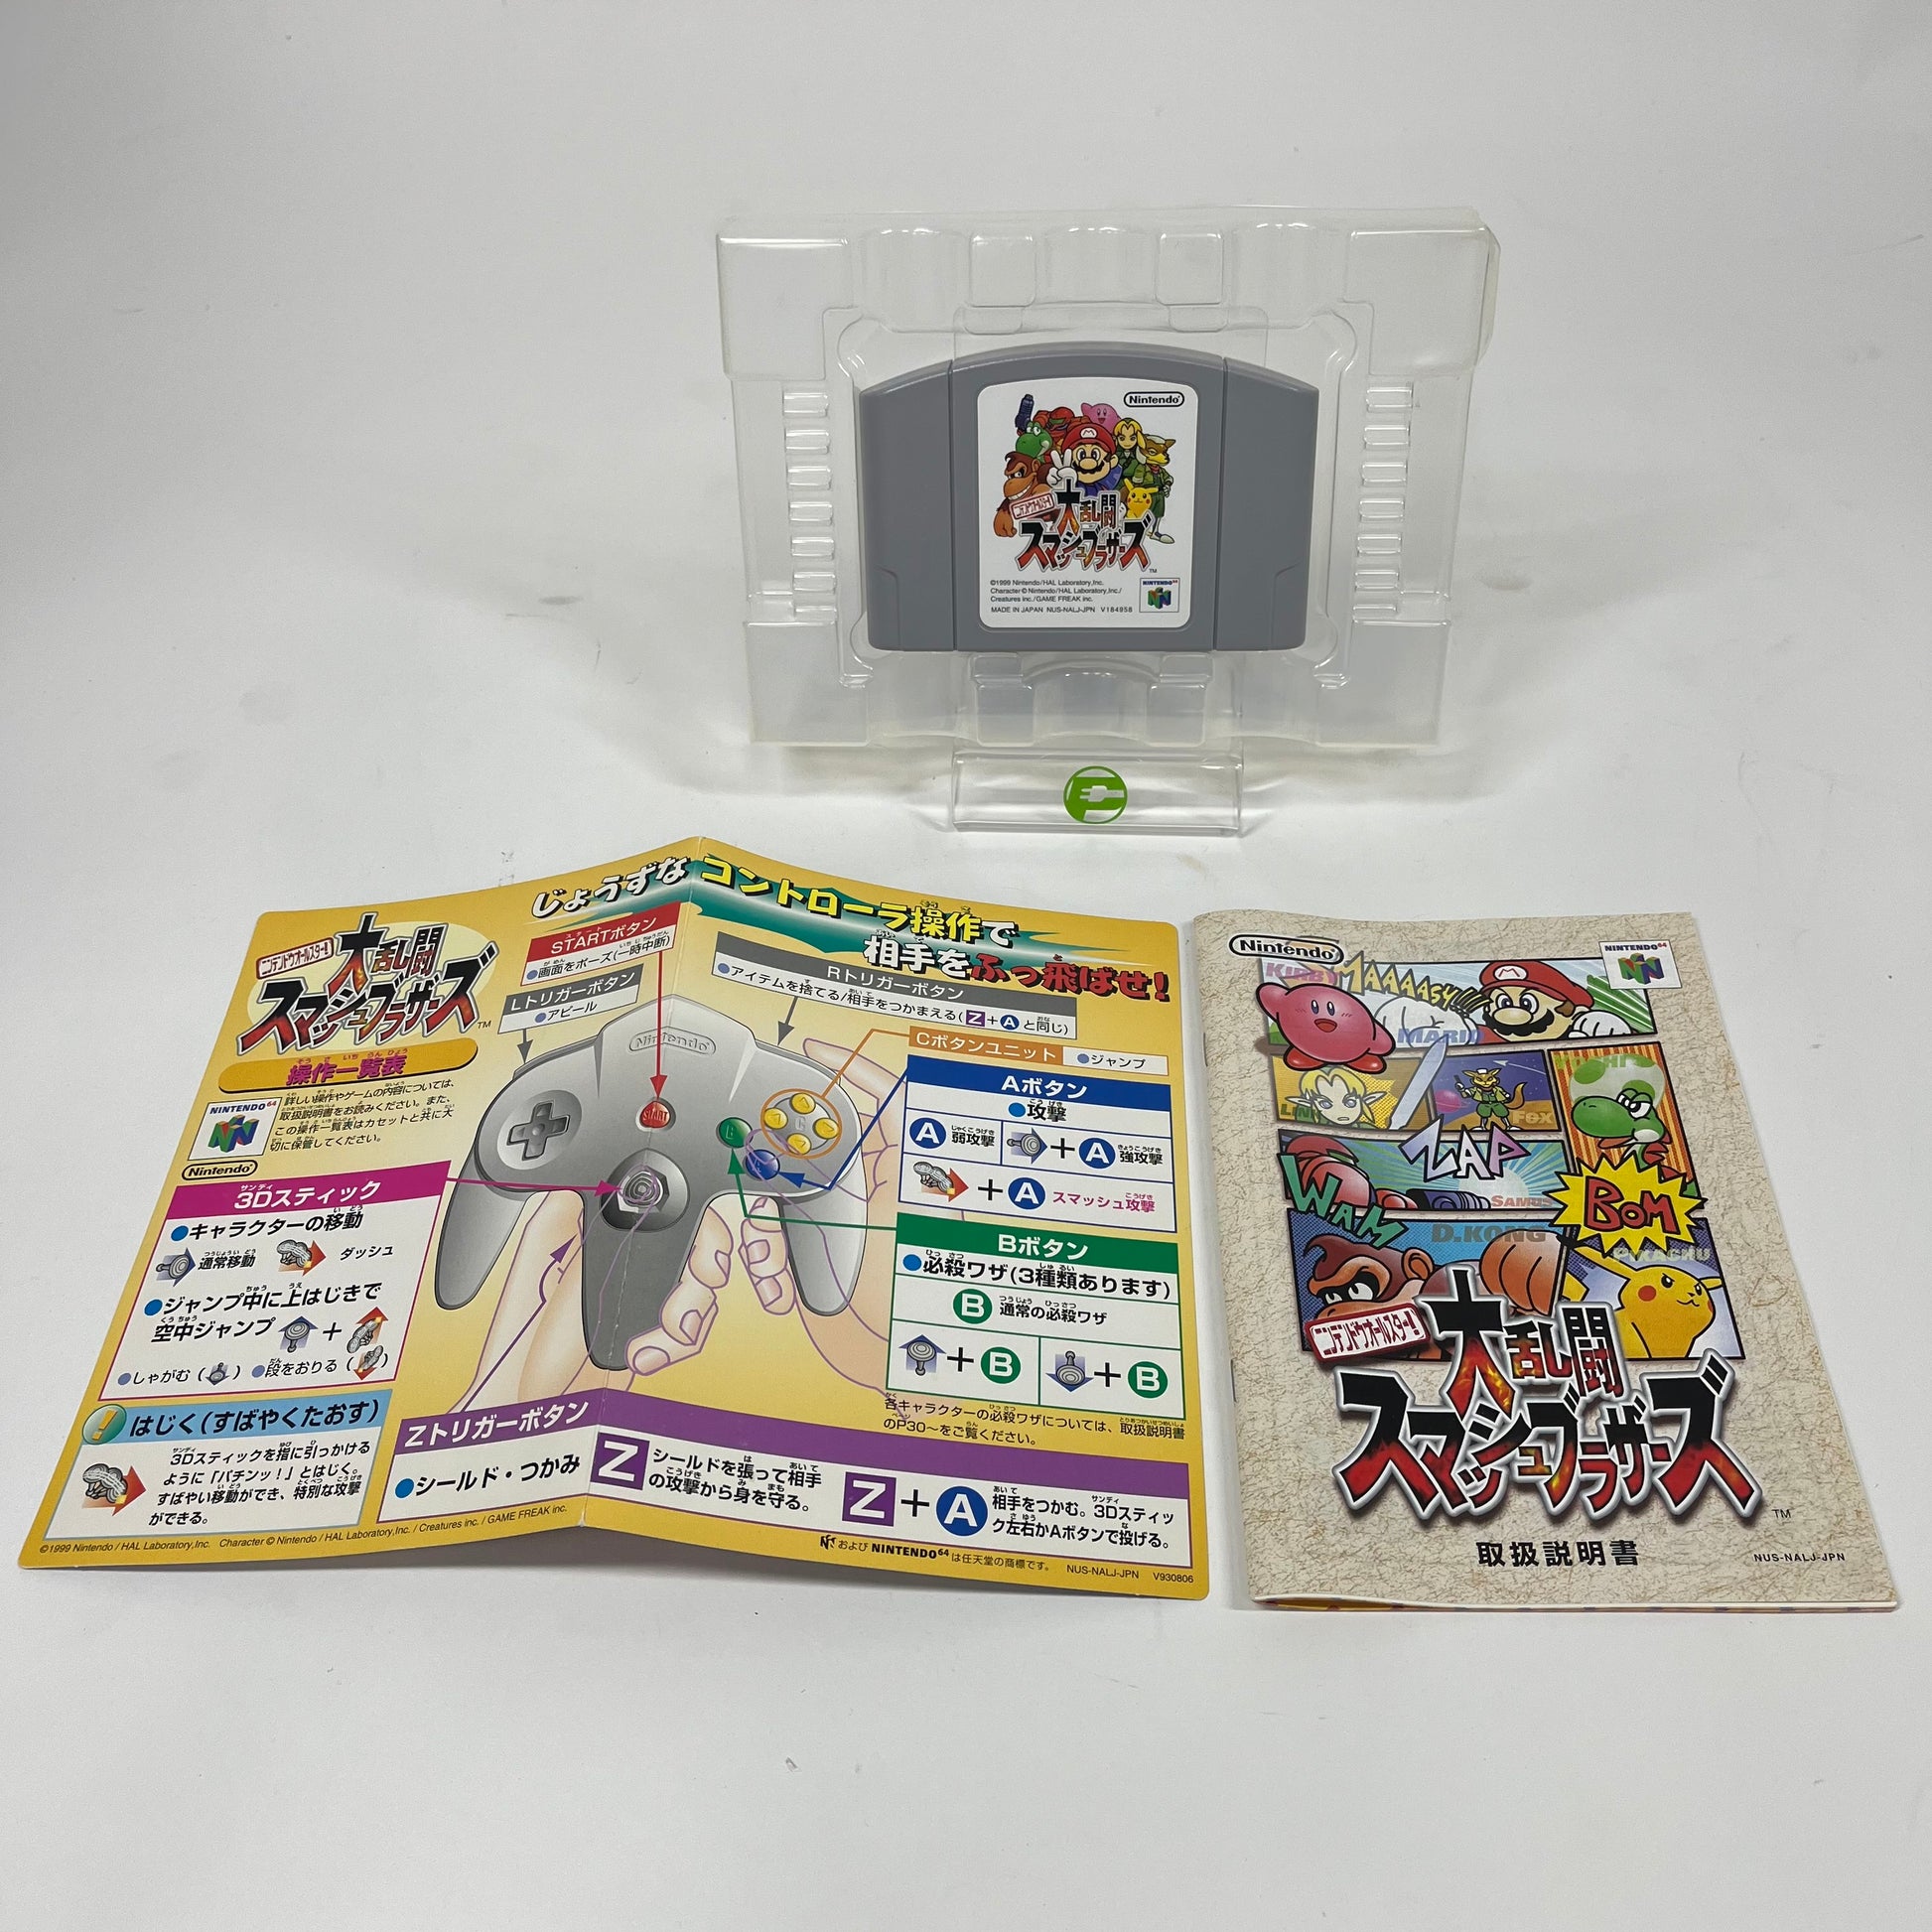 Nintendo
ニンテンドウオールスター!
大乱闘
スマッシュブラザーズ
TM
©1999 Nintendo/HAL Laboratory,Inc.
Character © Nintendo/HAL Laboratory,Inc./
Creatures inc./GAME FREAK inc.
MADE IN JAPAN NUS-NALJ-JPN V184958
NINTENDO64
じょうずなコントローラ操作で
相手をふっ飛ばせ!
ニンテンドウオールスター!
大乱闘
スマッシュブラザーズ
TM
操作一覧表
NINTENDO64
詳しい操作やゲームの内容については、
取扱説明書をお読みください。また、
この操作一覧表はカセットと共に大
切に保管してください。
Nintendo
STARTボタン
●画面をポーズ(一時中断)
Lトリガーボタン
●アピール
Rトリガーボタン
●アイテムを捨てる/相手をつかまえる(Z+Aと同じ)
Cボタンユニット
●ジャンプ
Nintendo
START
B
C
Aボタン
●攻撃
A 弱攻撃
+A 強攻撃
+A スマッシュ攻撃
Bボタン
●必殺ワザ(3種類あります)
B 通常の必殺ワザ
+B
+B
各キャラクターの必殺ワザについては、取扱説明書
のP30〜をご覧ください。
3Dスティック
●キャラクターの移動
通常移動
ダッシュ
●ジャンプ中に上はじきで
空中ジャンプ
+
●しゃがむ( ) ●段をおりる( )
! はじく(すばやくたおす)
3Dスティックを指に引っかける
ように「パチンッ!」とはじく。
すばやい移動ができ、特別な攻撃
ができる。
Zトリガーボタン
●シールド・つかみ
Z シールドを張って相手
の攻撃から身を守る。
Z+A 相手をつかむ。3Dスティッ
ク左右かAボタンで投げる。
©1999 Nintendo / HAL Laboratory,Inc. Character © Nintendo / HAL Laboratory,Inc. / Creatures inc. / GAME FREAK inc.
および NINTENDO64 は任天堂の商標です。 NUS-NALJ-JPN V930806
Nintendo
NINTENDO64
KIRBY
MAAAASY
MARIO
LINK
FOX
YOSHI
ZAP
WAM
SAMUS
BOM
D.KONG
PIKACHU
ニンテンドウオールスター!
大乱闘
スマッシュブラザーズ
TM
取扱説明書
NUS-NALJ-JPN